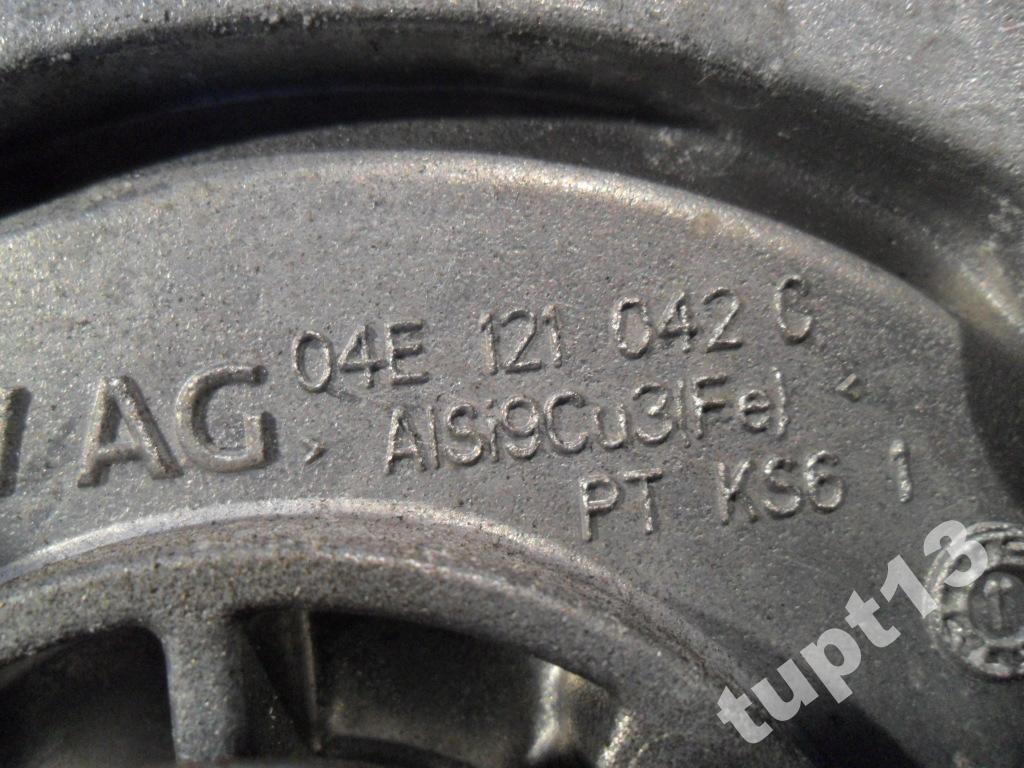 AG 04E 121 042 C
>AlSi9Cu3(Fe)<
PT KS6 1
tupt13